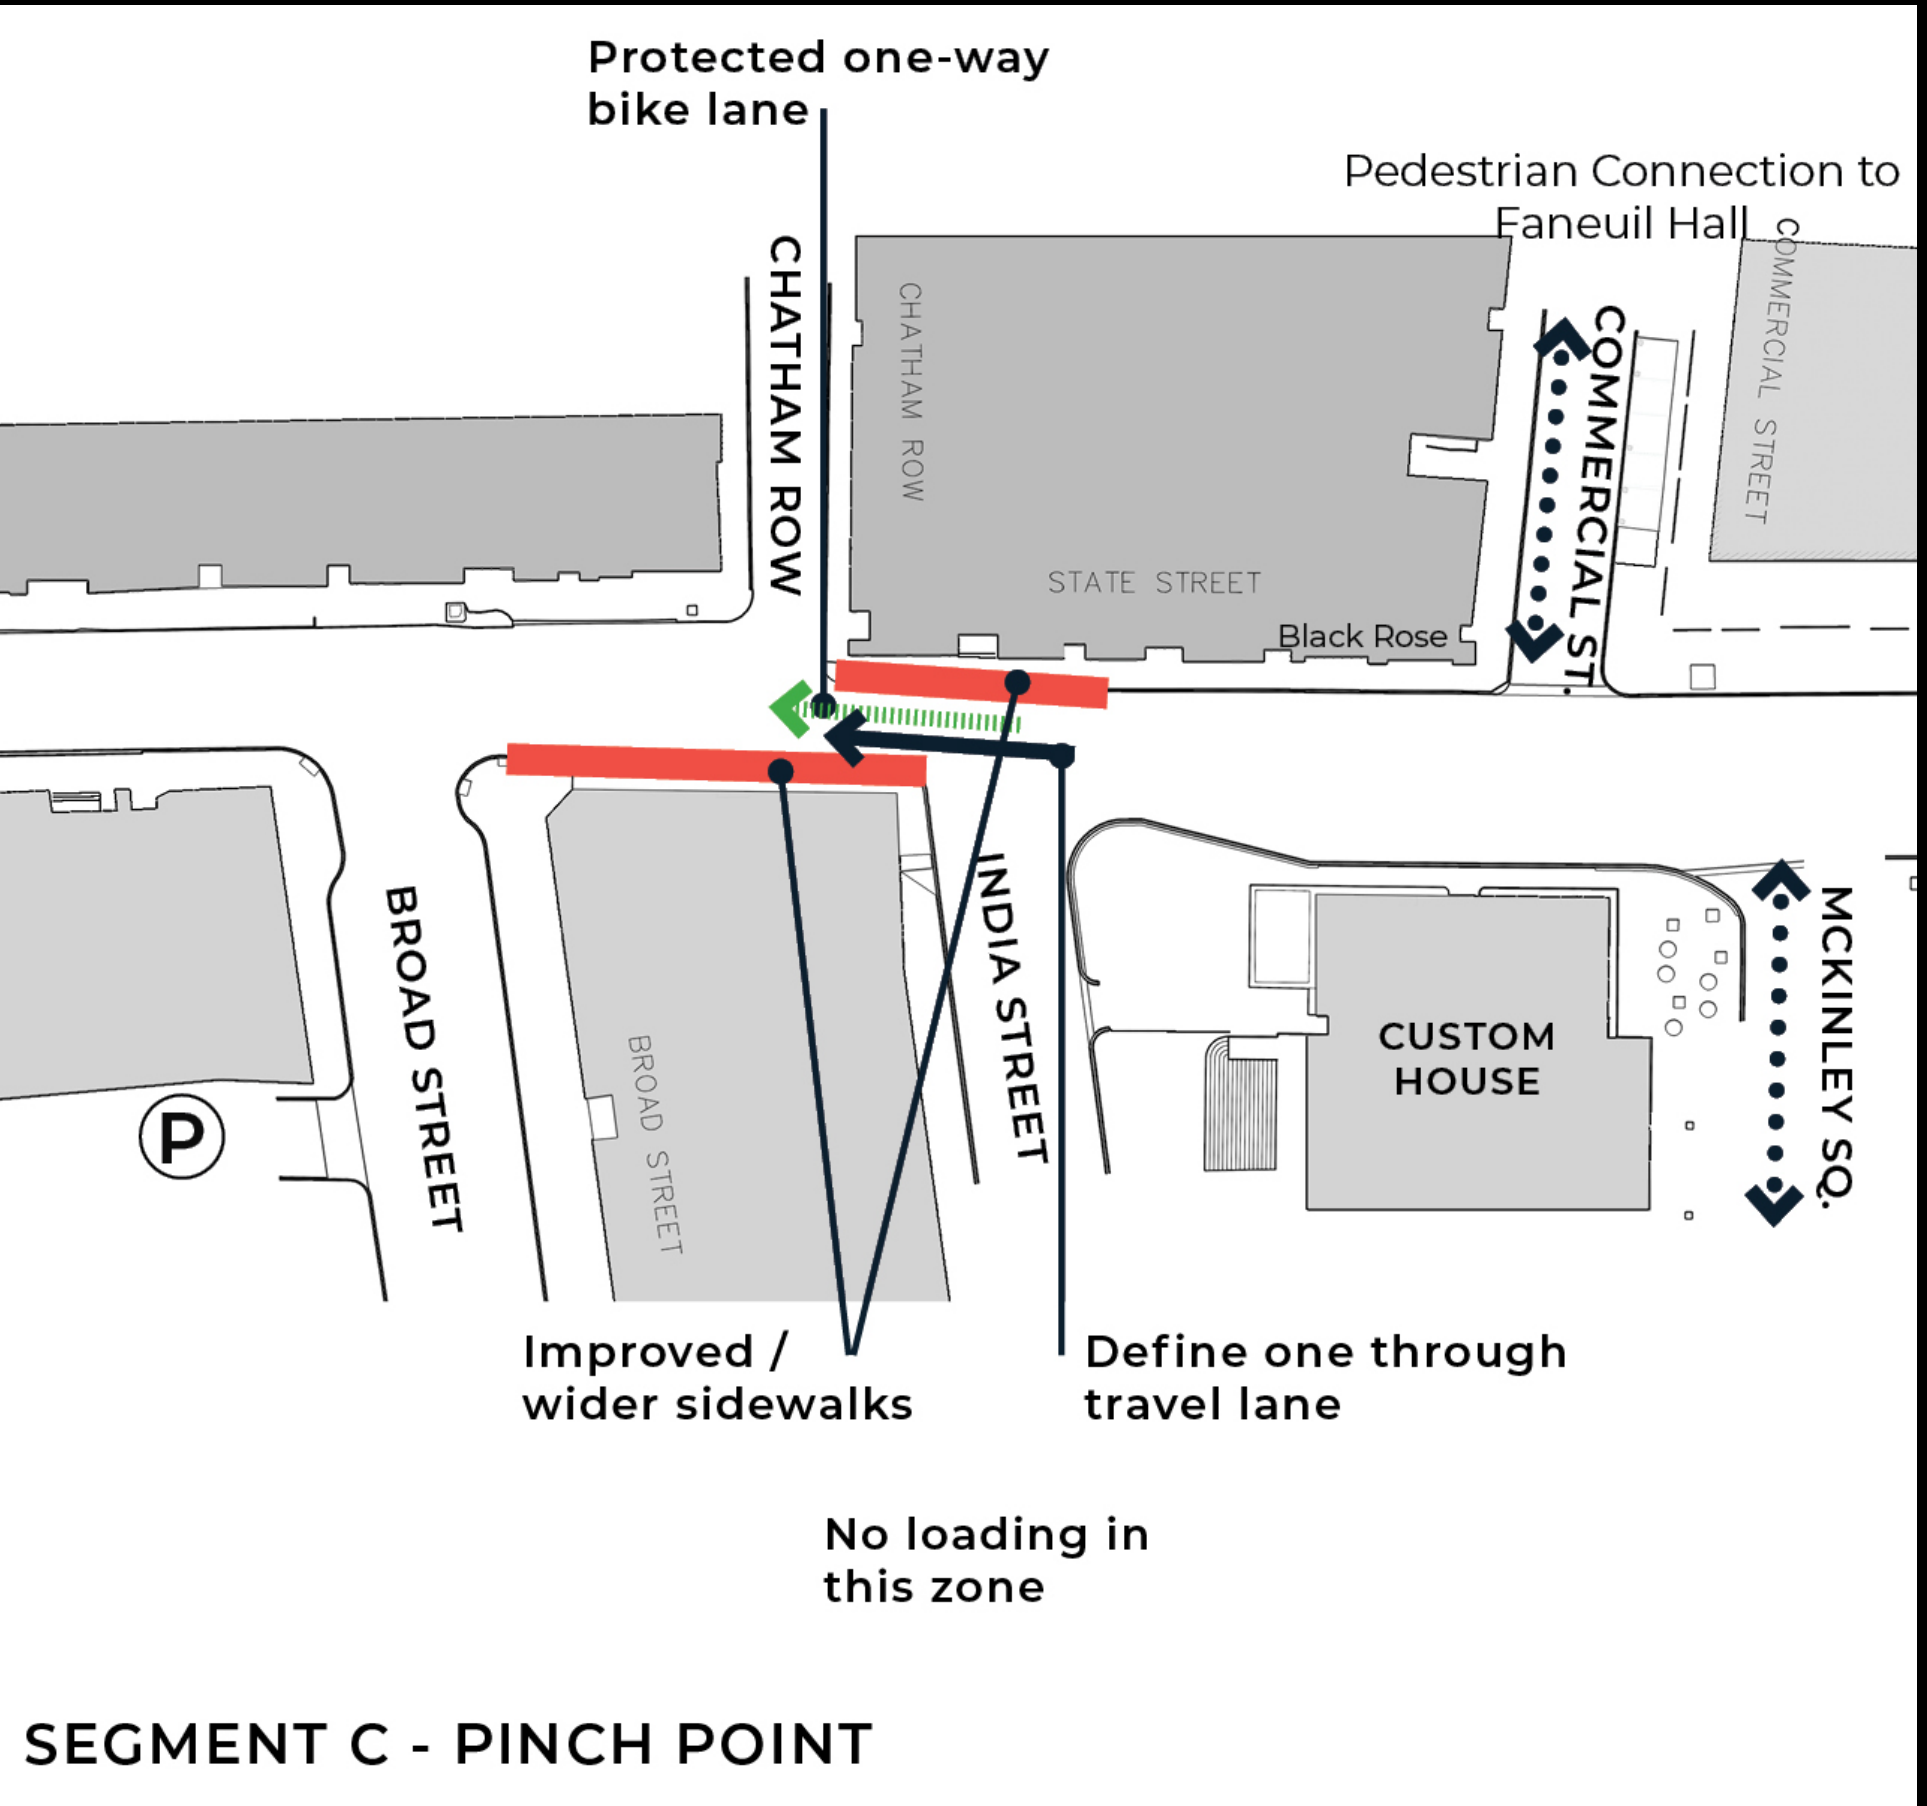 Protected one-way
bike lane
Pedestrian Connection to
Faneuil Hall
CHATHAM ROW
CHATHAM ROW
COMMERCIAL ST
COMMERCIAL STREET
STATE STREET
Black Rose
BROAD STREET
BROAD STREET
INDIA STREET
CUSTOM
HOUSE
MCKINLEY SQ.
P
Improved /
wider sidewalks
Define one through
travel lane
No loading in
this zone
SEGMENT C - PINCH POINT